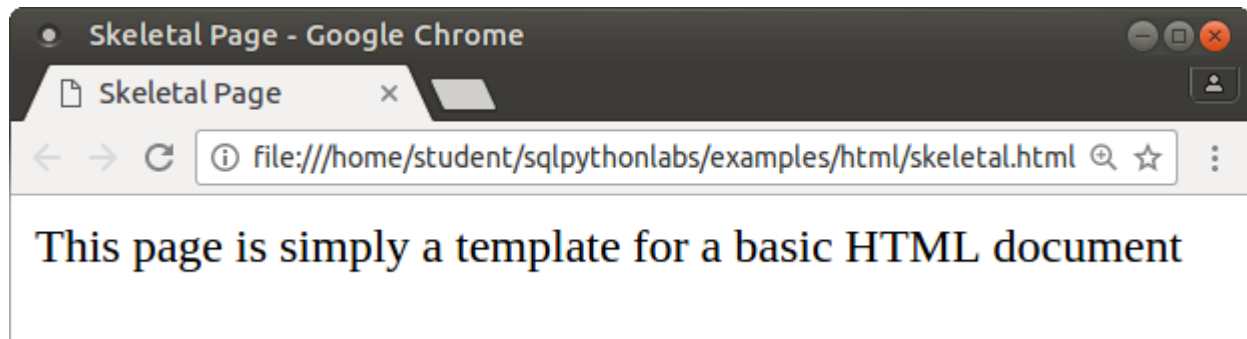 Skeletal Page - Google Chrome
Skeletal Page
file:///home/student/sqlpythonlabs/examples/html/skeletal.html
This page is simply a template for a basic HTML document